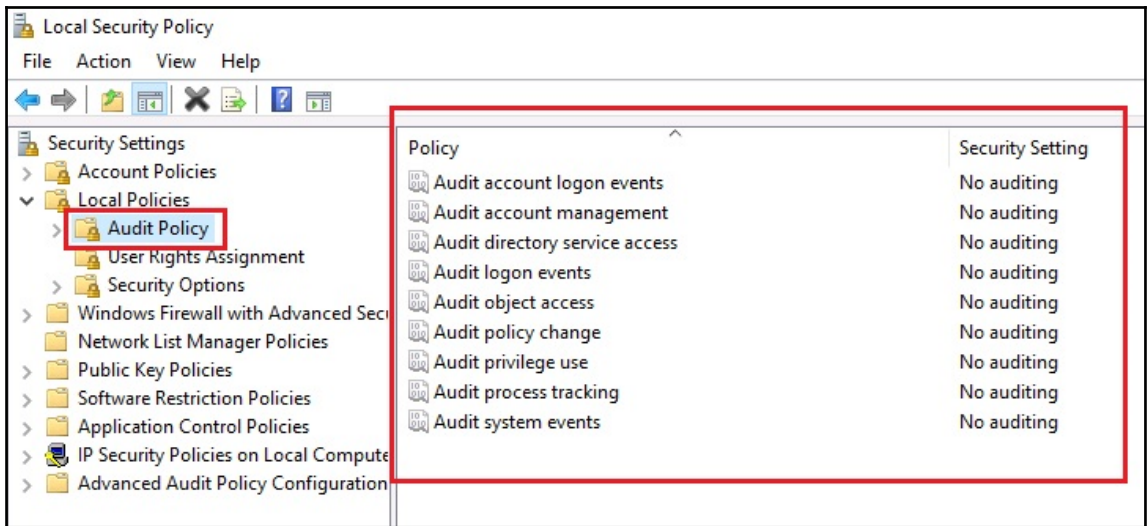 Local Security Policy
File Action View Help
Security Settings
Account Policies
Local Policies
Audit Policy
User Rights Assignment
Security Options
Windows Firewall with Advanced Secu
Network List Manager Policies
Public Key Policies
Software Restriction Policies
Application Control Policies
IP Security Policies on Local Compute
Advanced Audit Policy Configuration
Policy Security Setting
Audit account logon events No auditing
Audit account management No auditing
Audit directory service access No auditing
Audit logon events No auditing
Audit object access No auditing
Audit policy change No auditing
Audit privilege use No auditing
Audit process tracking No auditing
Audit system events No auditing